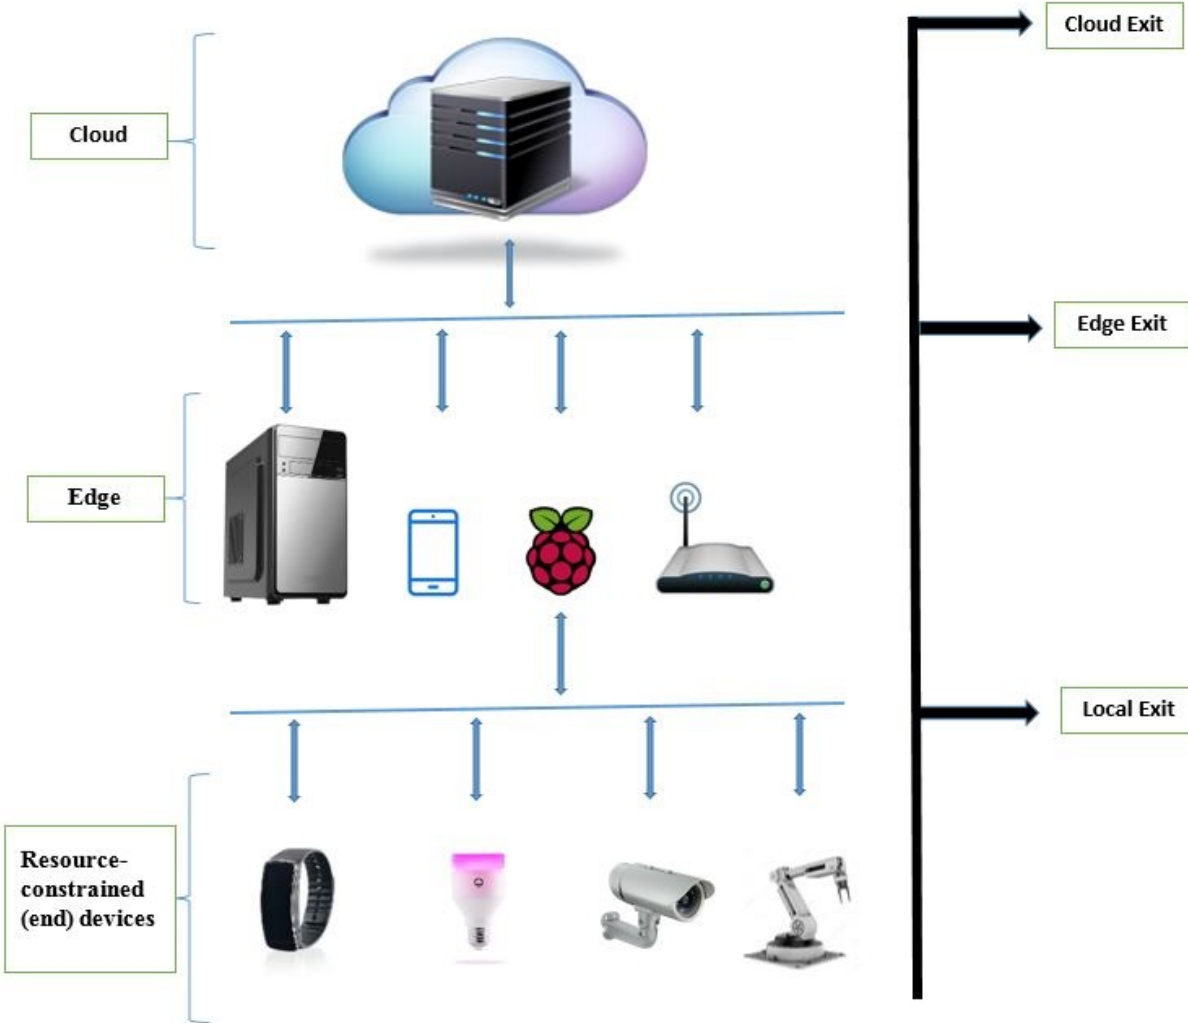 Cloud Exit
Cloud
Edge Exit
Edge
Local Exit
Resource-
constrained
(end) devices